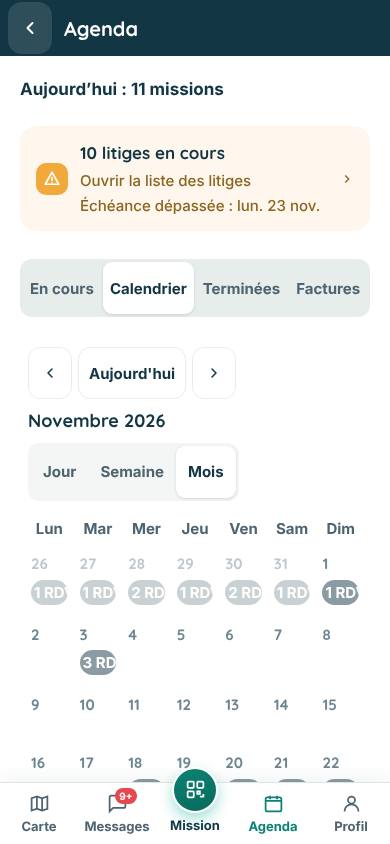 Agenda
Aujourd’hui : 11 missions
10 litiges en cours
Ouvrir la liste des litiges
Échéance dépassée : lun. 23 nov.
En cours Calendrier Terminées Factures
Aujourd'hui
Novembre 2026
Jour Semaine Mois
Lun Mar Mer Jeu Ven Sam Dim
26 27 28 29 30 31 1
1 RD 1 RD 2 RD 1 RD 2 RD 1 RD 1 RD
2 3 4 5 6 7 8
3 RD
9 10 11 12 13 14 15
16 17 18 19 20 21 22
9+
Carte Messages Mission Agenda Profil